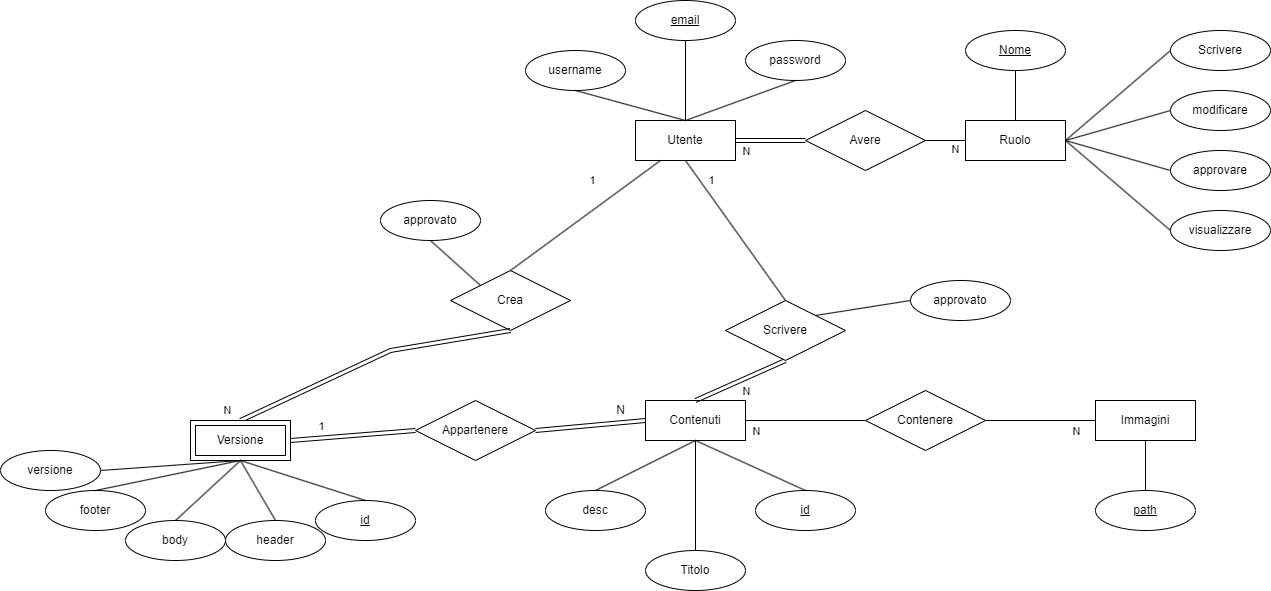 email
username
password
Nome
Scrivere
modificare
approvare
visualizzare
Utente
N
Avere
N
Ruolo
1
1
approvato
Crea
approvato
Scrivere
N
N
1
Appartenere
N
Versione
Contenuti
N
Contenere
N
Immagini
versione
footer
body
header
id
desc
Titolo
id
path